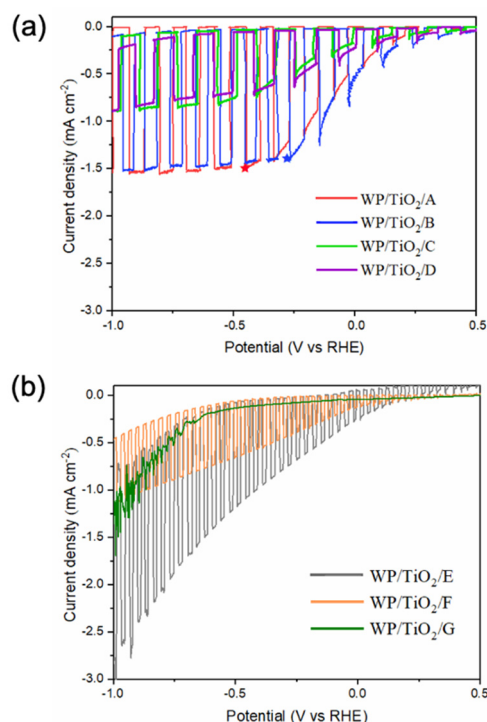 (a)
0.0
-0.5
-1.0
-1.5
-2.0
-2.5
-3.0
Current density (mA cm⁻²)
WP/TiO₂/A
WP/TiO₂/B
WP/TiO₂/C
WP/TiO₂/D
-1.0 -0.5 0.0 0.5
Potential (V vs RHE)
(b)
0.0
-0.5
-1.0
-1.5
-2.0
-2.5
-3.0
Current density (mA cm⁻²)
WP/TiO₂/E
WP/TiO₂/F
WP/TiO₂/G
-1.0 -0.5 0.0 0.5
Potential (V vs RHE)